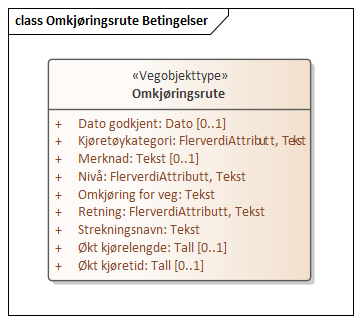 class Omkjøringsrute Betingelser
«Vegobjekttype»
Omkjøringsrute
+ Dato godkjent: Dato [0..1]
+ Kjøretøykategori: FlerverdiAttributt, Tekst
+ Merknad: Tekst [0..1]
+ Nivå: FlerverdiAttributt, Tekst
+ Omkjøring for veg: Tekst
+ Retning: FlerverdiAttributt, Tekst
+ Strekningsnavn: Tekst
+ Økt kjørelengde: Tall [0..1]
+ Økt kjøretid: Tall [0..1]